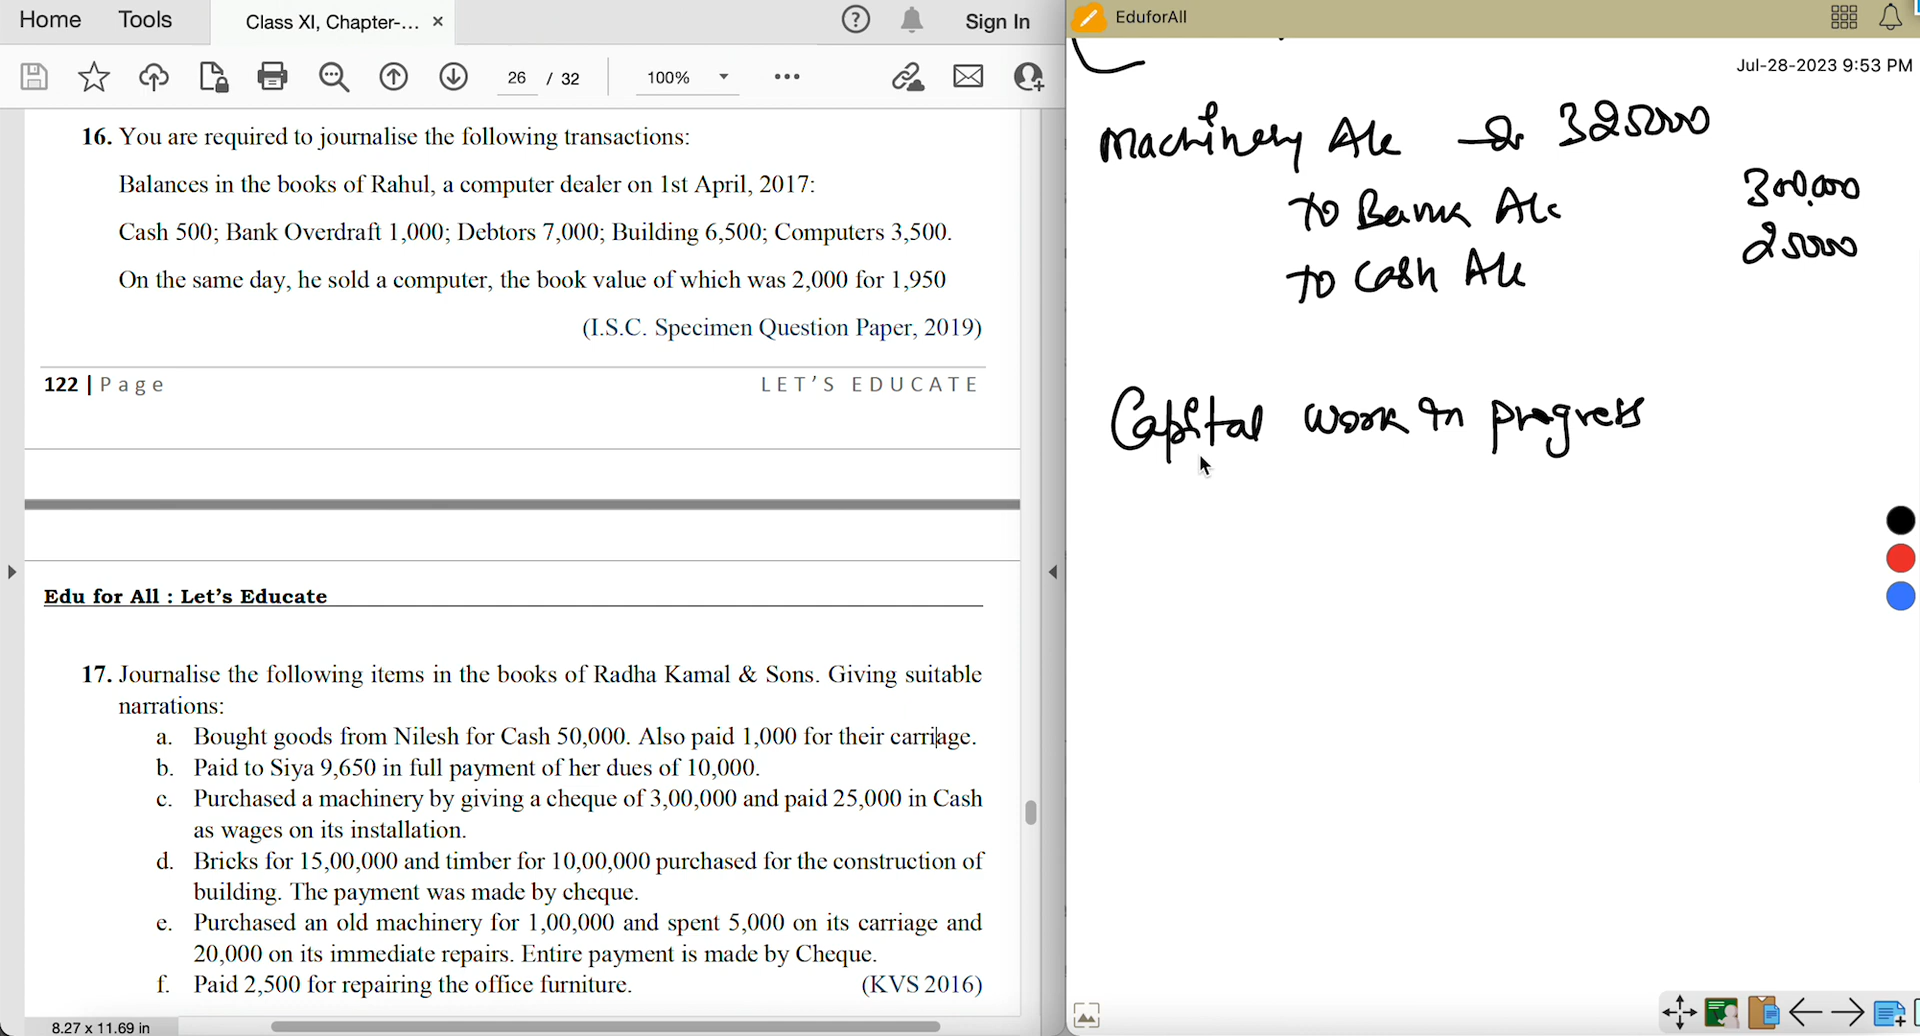 Home Tools Class XI, Chapter-... × Sign In
26 / 32 100%
16. You are required to journalise the following transactions:
Balances in the books of Rahul, a computer dealer on 1st April, 2017:
Cash 500; Bank Overdraft 1,000; Debtors 7,000; Building 6,500; Computers 3,500.
On the same day, he sold a computer, the book value of which was 2,000 for 1,950
(I.S.C. Specimen Question Paper, 2019)
122 | Page LET'S EDUCATE
Edu for All : Let's Educate
17. Journalise the following items in the books of Radha Kamal & Sons. Giving suitable
narrations:
a. Bought goods from Nilesh for Cash 50,000. Also paid 1,000 for their carriage.
b. Paid to Siya 9,650 in full payment of her dues of 10,000.
c. Purchased a machinery by giving a cheque of 3,00,000 and paid 25,000 in Cash
as wages on its installation.
d. Bricks for 15,00,000 and timber for 10,00,000 purchased for the construction of
building. The payment was made by cheque.
e. Purchased an old machinery for 1,00,000 and spent 5,000 on its carriage and
20,000 on its immediate repairs. Entire payment is made by Cheque.
f. Paid 2,500 for repairing the office furniture. (KVS 2016)
8.27 x 11.69 in
EduforAll
Jul-28-2023 9:53 PM
Machinery A/c Dr 325000
To Bank A/c 300,000
To Cash A/c 25000
Capital work in progress